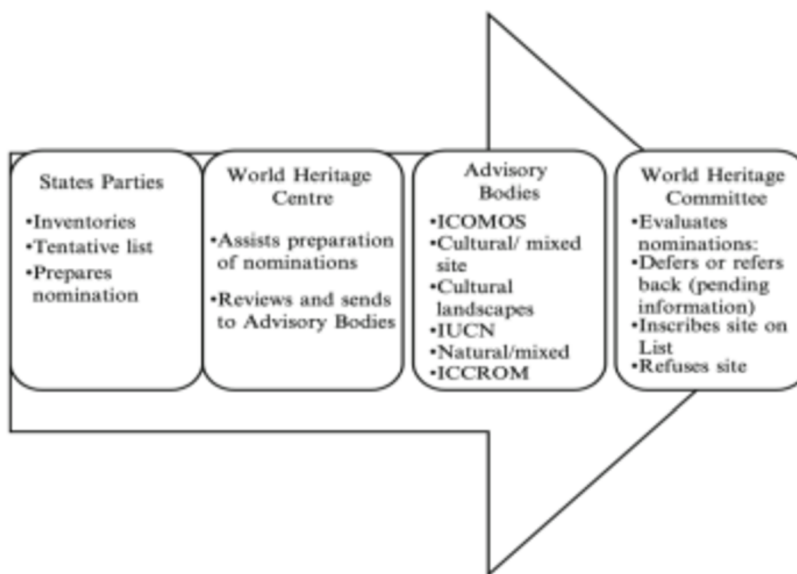 States Parties
•Inventories
•Tentative list
•Prepares
nomination
World Heritage
Centre
•Assists preparation
of nominations
•Reviews and sends
to Advisory Bodies
Advisory
Bodies
•ICOMOS
•Cultural/ mixed
site
•Cultural
landscapes
•IUCN
•Natural/mixed
•ICCROM
World Heritage
Committee
•Evaluates
nominations:
•Defers or refers
back (pending
information)
•Inscribes site on
List
•Refuses site